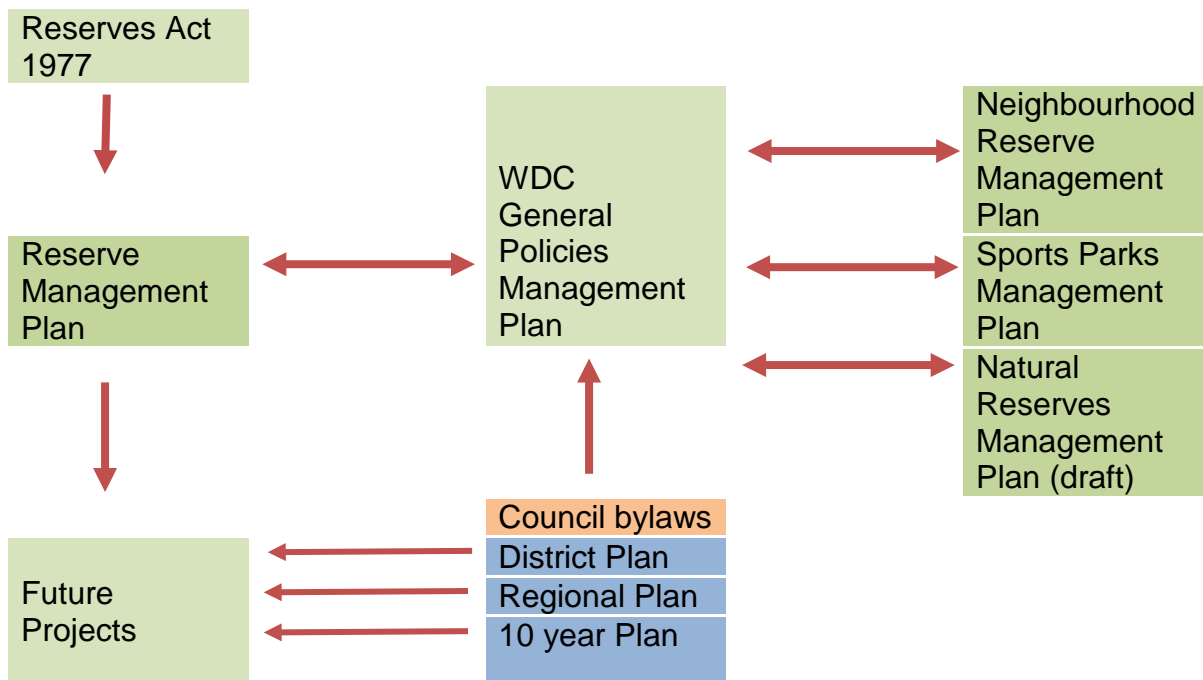 Reserves Act
1977
Reserve
Management
Plan
Future
Projects
WDC
General
Policies
Management
Plan
Council bylaws
District Plan
Regional Plan
10 year Plan
Neighbourhood
Reserve
Management
Plan
Sports Parks
Management
Plan
Natural
Reserves
Management
Plan (draft)